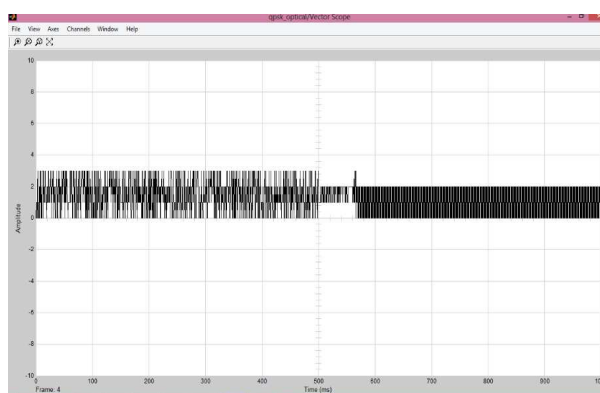 qpsk_optical/Vector Scope
File View Axes Channels Window Help
10
8
6
4
2
0
-2
-4
-6
-8
-10
Amplitude
0 100 200 300 400 500 600 700 800 900 10
Frame: 4 Time (ms)